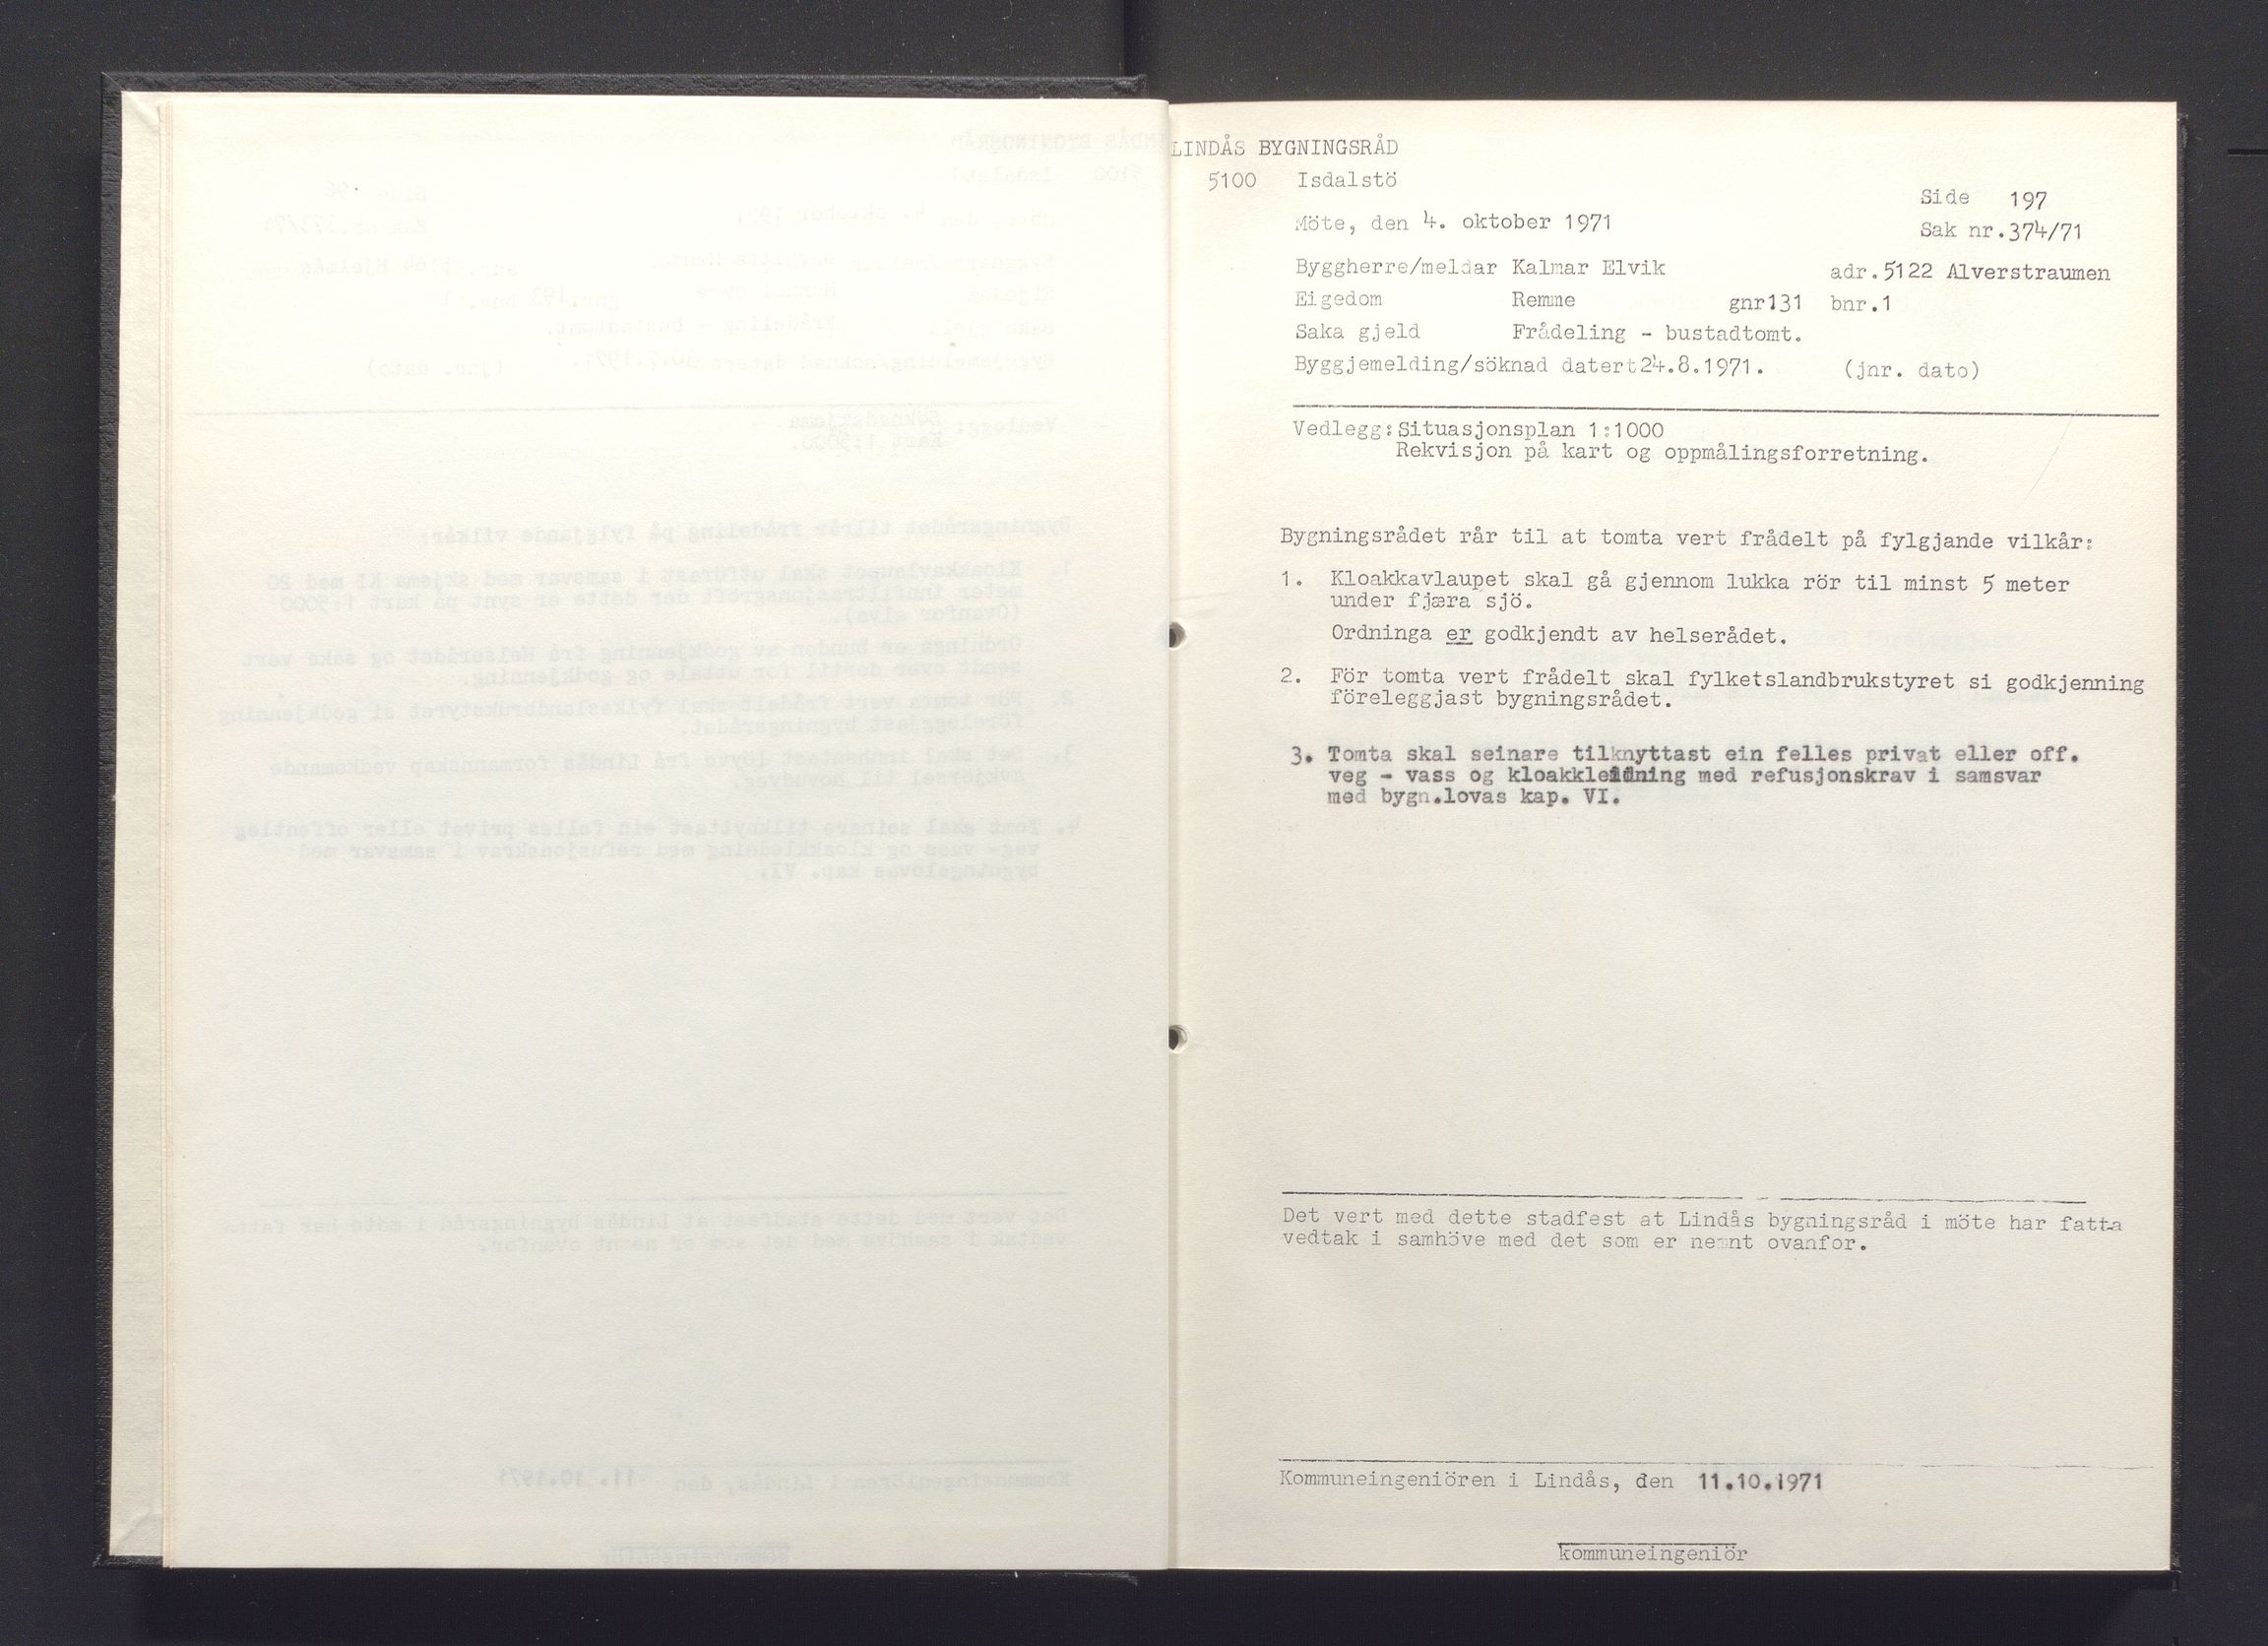 LINDÅS BYGNINGSRÅD
5100 Isdalstö
Side 197
Möte, den 4. oktober 1971
Sak nr.374/71
Byggherre/meldar Kalmar Elvik adr.5122 Alverstraumen
Eigedom Remme gnr131 bnr.1
Saka gjeld Frådeling - bustadtomt.
Byggjemelding/söknad datert24.8.1971. (jnr. dato)
Vedlegg:Situasjonsplan 1:1000
Rekvisjon på kart og oppmålingsforretning.
Bygningsrådet rår til at tomta vert frådelt på fylgjande vilkår:
1. Kloakkavlaupet skal gå gjennom lukka rör til minst 5 meter
under fjæra sjö.
Ordninga er godkjendt av helserådet.
2. För tomta vert frådelt skal fylketslandbrukstyret si godkjenning
föreleggjast bygningsrådet.
3. Tomta skal seinare tilknyttast ein felles privat eller off.
veg - vass og kloakkleidning med refusjonskrav i samsvar
med bygn.lovas kap. VI.
Det vert med dette stadfest at Lindås bygningsråd i möte har fatta
vedtak i samhöve med det som er nemnt ovanfor.
Kommuneingeniören i Lindås, den 11.10.1971
kommuneingeniör